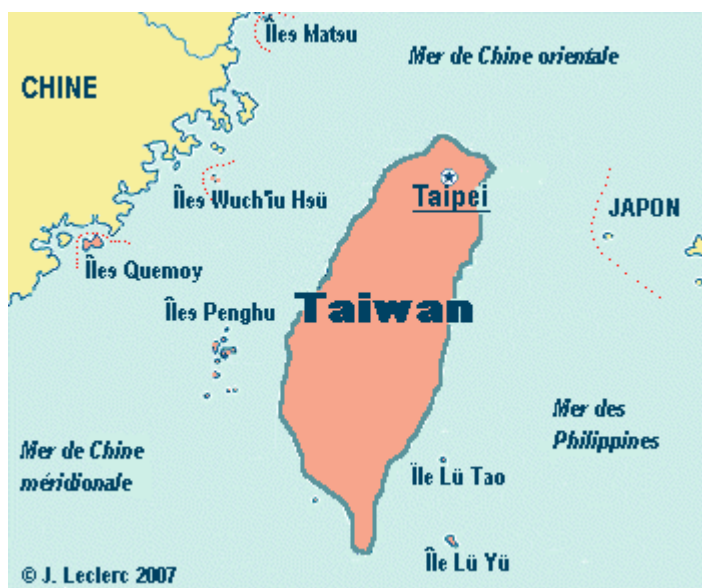 Îles Matsu
Mer de Chine orientale
CHINE
Îles Wuch'iu Hsü
Taipei
JAPON
Îles Quemoy
Îles Penghu
Taiwan
Mer des
Philippines
Mer de Chine
méridionale
Île Lü Tao
Île Lü Yü
© J. Leclerc 2007